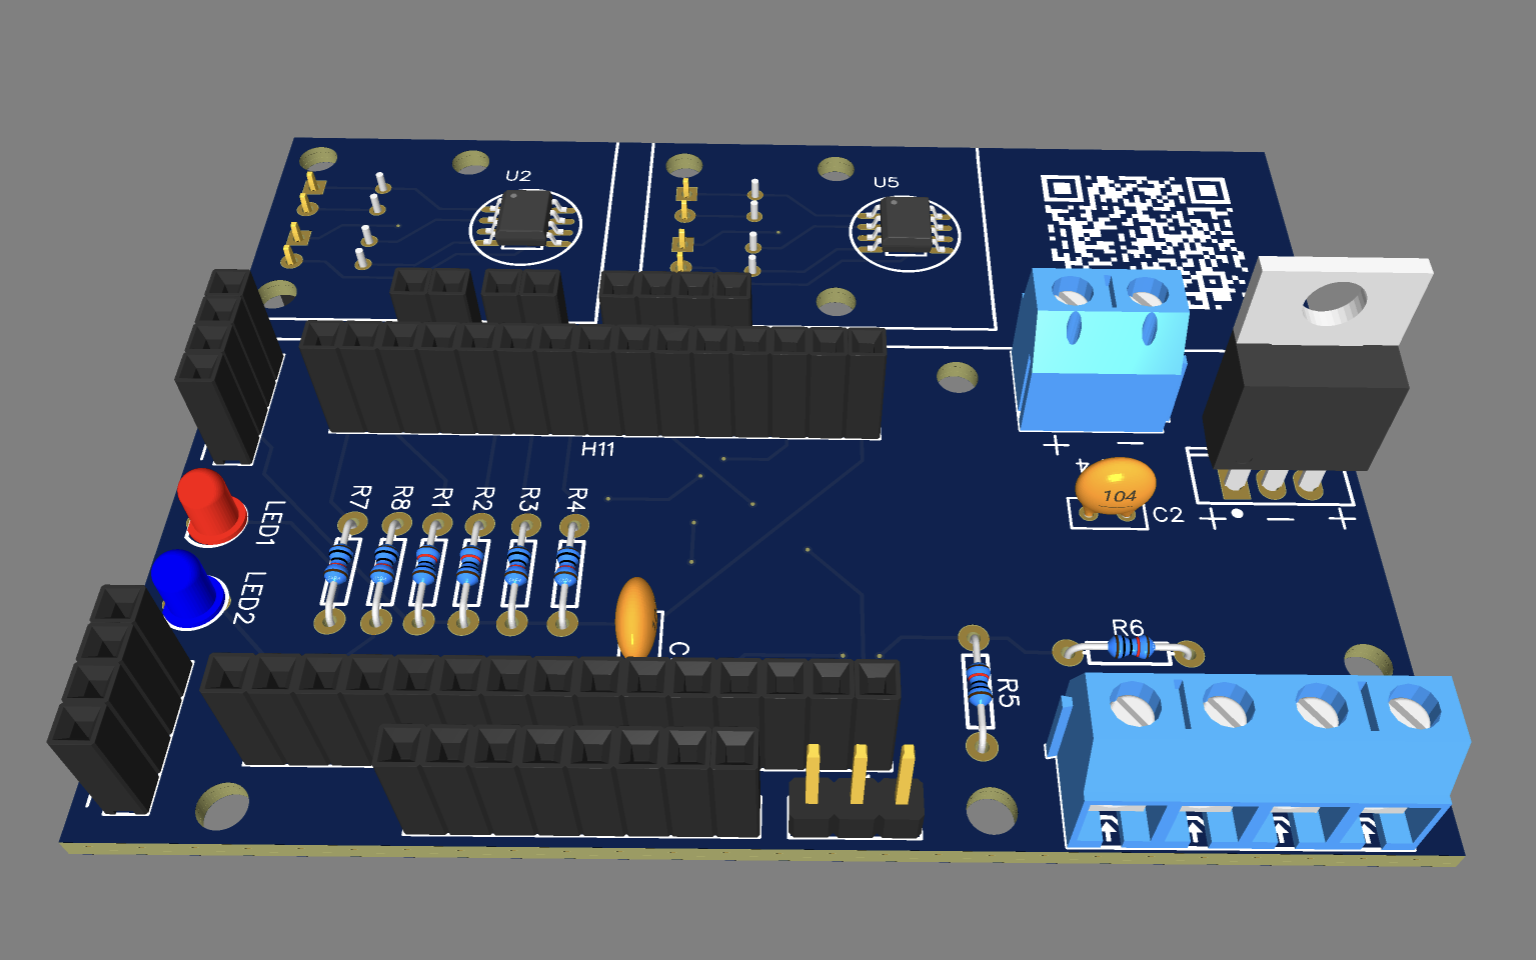 U2
U5
H11
+ −
104
C2
+ − +
R7
R8
R1
R2
R3
R4
LED1
LED2
C
R6
R5